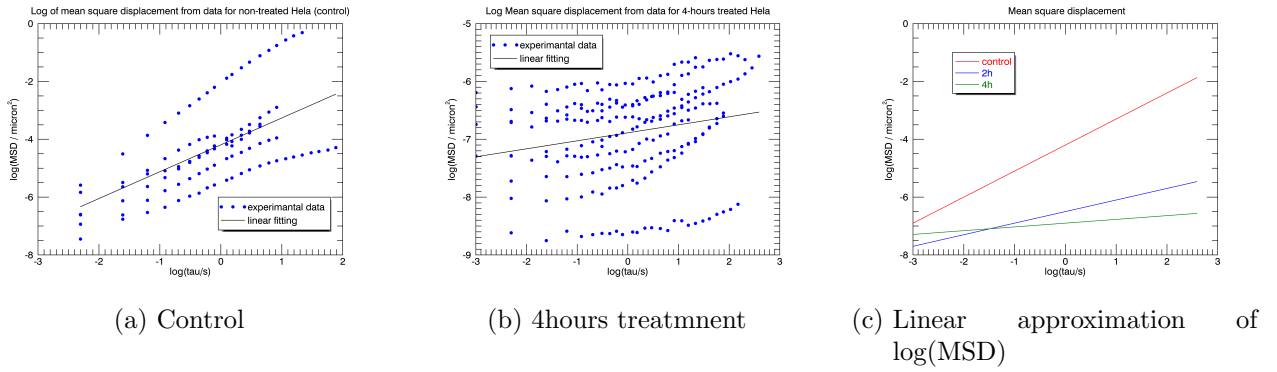 Log of mean square displacement from data for non-treated Hela (control)
0
-2
-4
-6
-8
log(MSD / micron²)
experimantal data
linear fitting
-3
-2
-1
0
1
2
log(tau/s)
(a) Control
Log Mean square displacement from data for 4-hours treated Hela
-5
-6
-7
-8
-9
log(MSD / micron²)
experimantal data
linear fitting
-3
-2
-1
0
1
2
3
log(tau/s)
(b) 4hours treatmnent
Mean square displacement
0
-2
-4
-6
-8
log(MSD / micron²)
control
2h
4h
-3
-2
-1
0
1
2
3
log(tau/s)
(c) Linear approximation of
log(MSD)